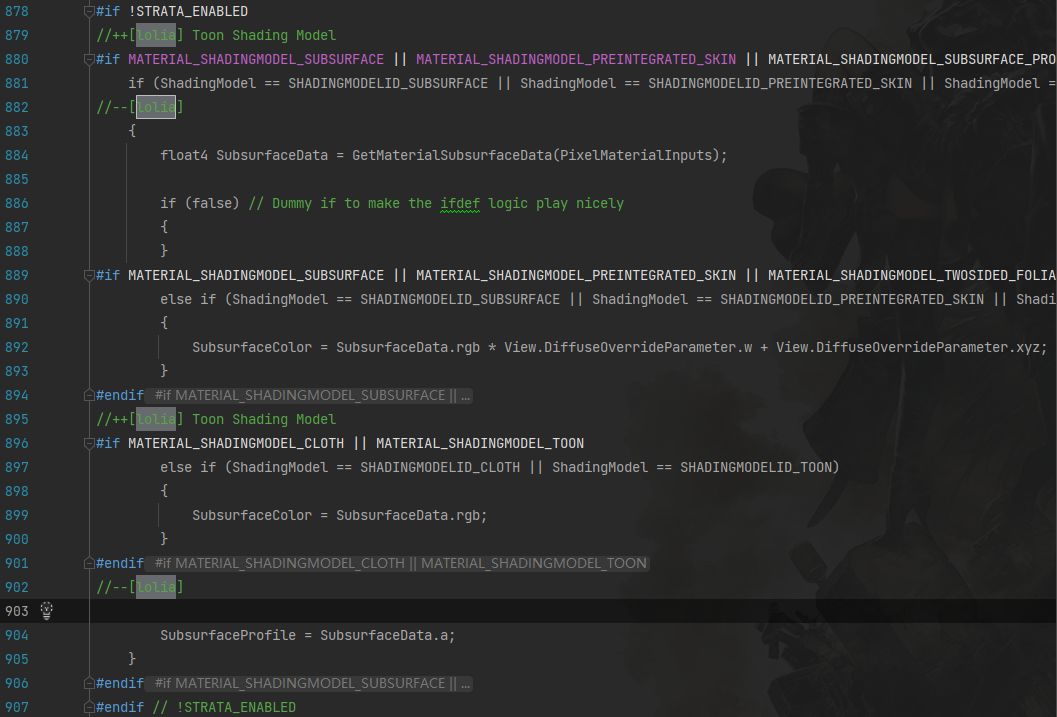 878 #if !STRATA_ENABLED
879 //++[lolia] Toon Shading Model
880 #if MATERIAL_SHADINGMODEL_SUBSURFACE || MATERIAL_SHADINGMODEL_PREINTEGRATED_SKIN || MATERIAL_SHADINGMODEL_SUBSURFACE_PRO
881 if (ShadingModel == SHADINGMODELID_SUBSURFACE || ShadingModel == SHADINGMODELID_PREINTEGRATED_SKIN || ShadingModel =
882 //--[lolia]
883 {
884 float4 SubsurfaceData = GetMaterialSubsurfaceData(PixelMaterialInputs);
885
886 if (false) // Dummy if to make the ifdef logic play nicely
887 {
888 }
889 #if MATERIAL_SHADINGMODEL_SUBSURFACE || MATERIAL_SHADINGMODEL_PREINTEGRATED_SKIN || MATERIAL_SHADINGMODEL_TWOSIDED_FOLIA
890 else if (ShadingModel == SHADINGMODELID_SUBSURFACE || ShadingModel == SHADINGMODELID_PREINTEGRATED_SKIN || Shadi
891 {
892 SubsurfaceColor = SubsurfaceData.rgb * View.DiffuseOverrideParameter.w + View.DiffuseOverrideParameter.xyz;
893 }
894 #endif #if MATERIAL_SHADINGMODEL_SUBSURFACE || ...
895 //++[lolia] Toon Shading Model
896 #if MATERIAL_SHADINGMODEL_CLOTH || MATERIAL_SHADINGMODEL_TOON
897 else if (ShadingModel == SHADINGMODELID_CLOTH || ShadingModel == SHADINGMODELID_TOON)
898 {
899 SubsurfaceColor = SubsurfaceData.rgb;
900 }
901 #endif #if MATERIAL_SHADINGMODEL_CLOTH || MATERIAL_SHADINGMODEL_TOON
902 //--[lolia]
903
904 SubsurfaceProfile = SubsurfaceData.a;
905 }
906 #endif #if MATERIAL_SHADINGMODEL_SUBSURFACE || ...
907 #endif // !STRATA_ENABLED